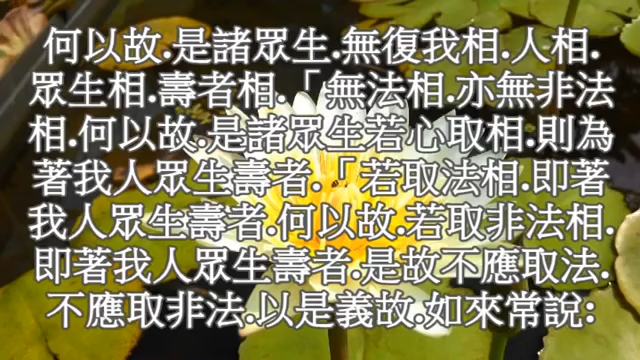 何以故.是諸眾生.無復我相.人相.
眾生相.壽者相.「無法相.亦無非法
相.何以故.是諸眾生若心取相.則為
著我人眾生壽者.「若取法相.即著
我人眾生壽者.何以故.若取非法相.
即著我人眾生壽者.是故不應取法.
不應取非法.以是義故.如來常說: